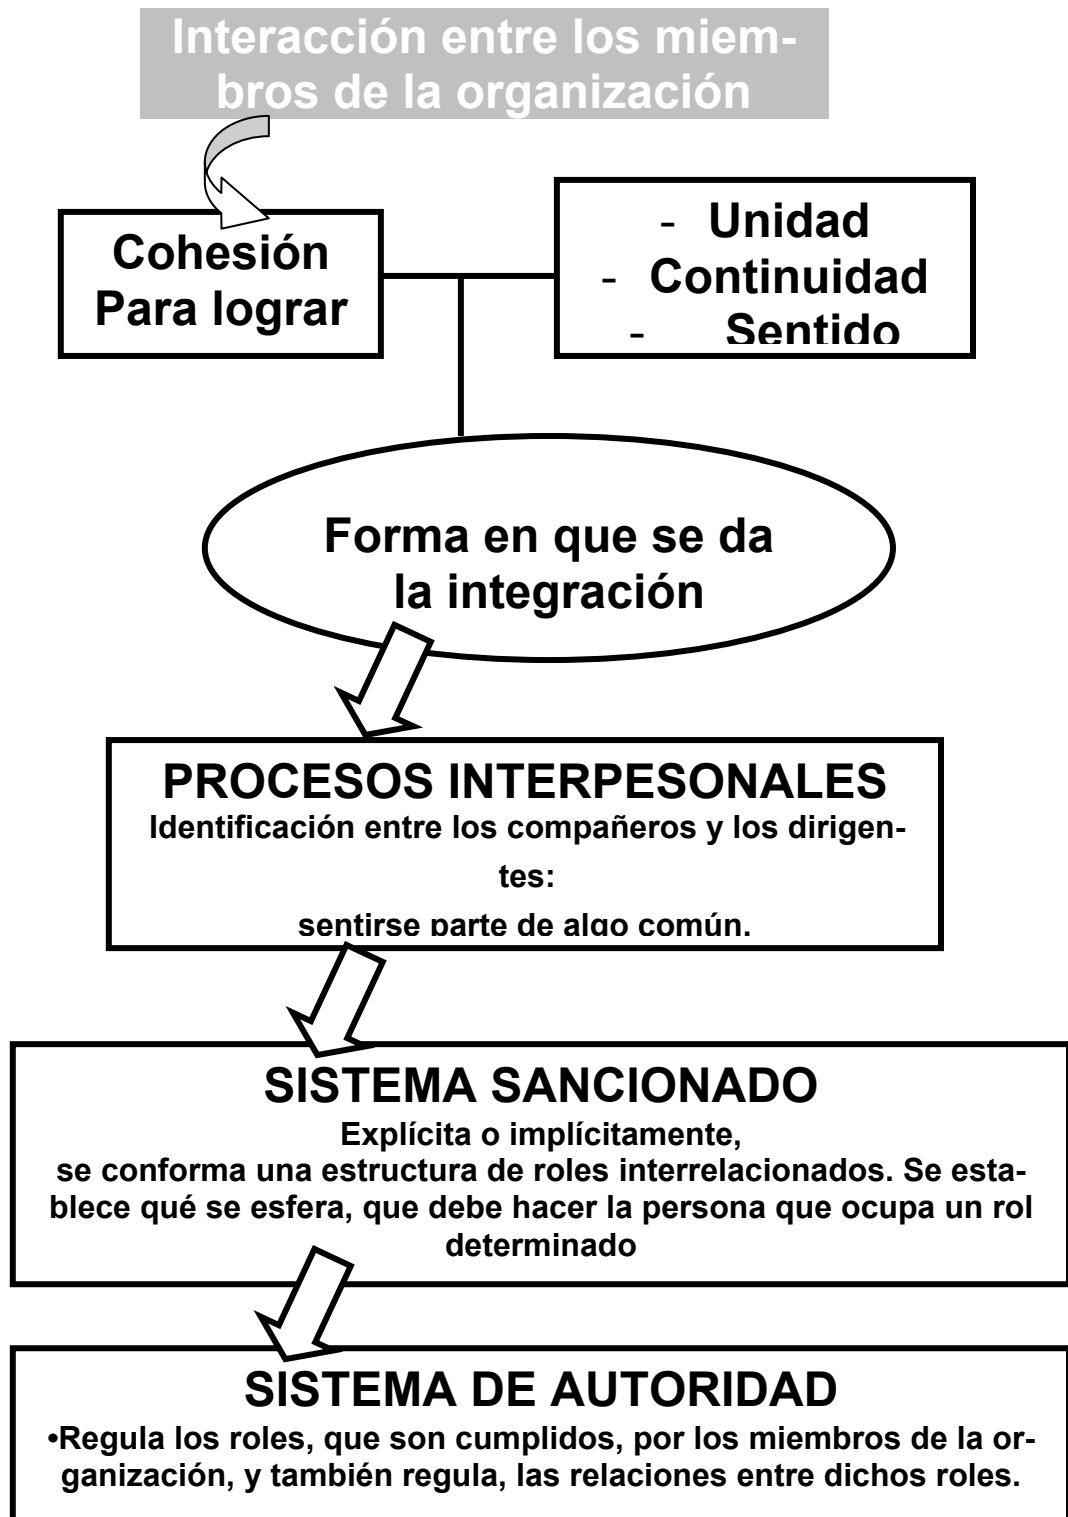 Interacción entre los miem-
bros de la organización
Cohesión
Para lograr
- Unidad
- Continuidad
- Sentido
Forma en que se da
la integración
PROCESOS INTERPESONALES
Identificación entre los compañeros y los dirigen-
tes:
sentirse parte de algo común.
SISTEMA SANCIONADO
Explícita o implícitamente,
se conforma una estructura de roles interrelacionados. Se esta-
blece qué se esfera, que debe hacer la persona que ocupa un rol
determinado
SISTEMA DE AUTORIDAD
•Regula los roles, que son cumplidos, por los miembros de la or-
ganización, y también regula, las relaciones entre dichos roles.